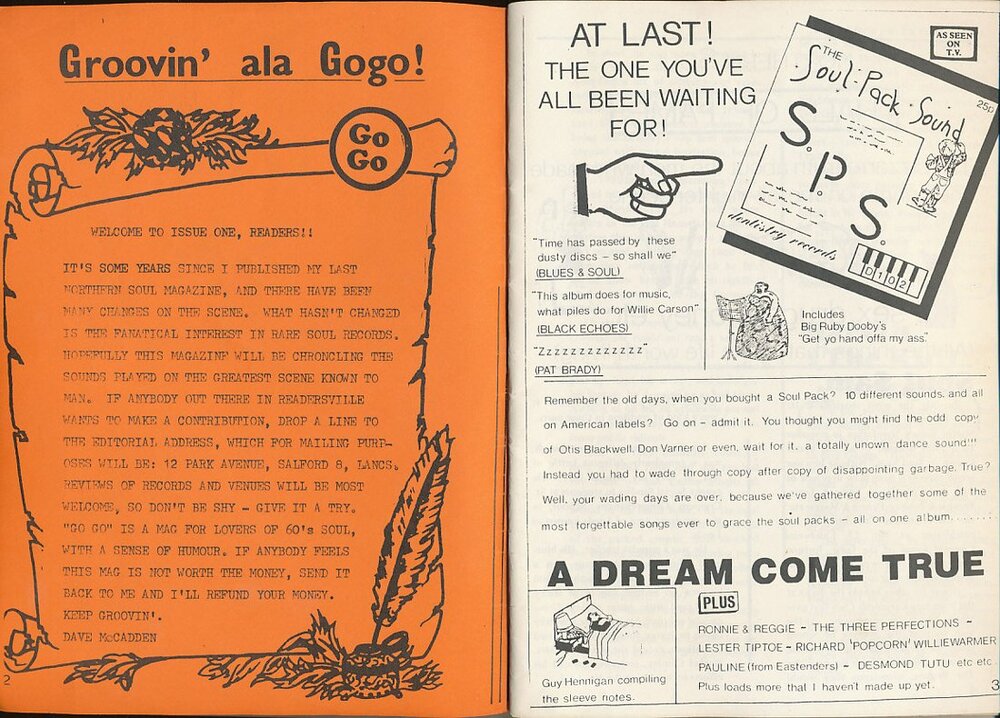 Groovin' ala Gogo!
Go
Go
WELCOME TO ISSUE ONE, READERS!!
IT'S SOME YEARS SINCE I PUBLISHED MY LAST
NORTHERN SOUL MAGAZINE, AND THERE HAVE BEEN
MANY CHANGES ON THE SCENE. WHAT HASN'T CHANGED
IS THE FANATICAL INTEREST IN RARE SOUL RECORDS.
HOPEFULLY THIS MAGAZINE WILL BE CHRONCLING THE
SOUNDS PLAYED ON THE GREATEST SCENE KNOWN TO
MAN. IF ANYBODY OUT THERE IN READERSVILLE
WANTS TO MAKE A CONTRIBUTION, DROP A LINE TO
THE EDITORIAL ADDRESS, WHICH FOR MAILING PURP-
OSES WILL BE: 12 PARK AVENUE, SALFORD 8, LANCS.
REVIEWS OF RECORDS AND VENUES WILL BE MOST
WELCOME, SO DON'T BE SHY - GIVE IT A TRY.
"GO GO" IS A MAG FOR LOVERS OF 60's SOUL,
WITH A SENSE OF HUMOUR. IF ANYBODY FEELS
THIS MAG IS NOT WORTH THE MONEY, SEND IT
BACK TO ME AND I'LL REFUND YOUR MONEY.
KEEP GROOVIN'.
DAVE McCADDEN
2
AT LAST!
THE ONE YOU'VE
ALL BEEN WAITING
FOR!
AS SEEN
ON
T.V.
THE
Soul Pack Sound
25p
S.
P.
S.
dentistry records
D102
"Time has passed by these
dusty discs - so shall we"
(BLUES & SOUL)
"This album does for music,
what piles do for Willie Carson"
(BLACK ECHOES)
"Zzzzzzzzzzzzz"
(PAT BRADY)
Includes
Big Ruby Dooby's
"Get yo hand offa my ass."
Remember the old days, when you bought a Soul Pack? 10 different sounds, and all
on American labels? Go on - admit it. You thought you might find the odd copy
of Otis Blackwell, Don Varner or even, wait for it, a totally unown dance sound!!!
Instead you had to wade through copy after copy of disappointing garbage. True?
Well, your wading days are over, because we've gathered together some of the
most forgettable songs ever to grace the soul packs - all on one album........
A DREAM COME TRUE
PLUS
RONNIE & REGGIE - THE THREE PERFECTIONS -
LESTER TIPTOE - RICHARD 'POPCORN' WILLIEWARMER
PAULINE (from Eastenders) - DESMOND TUTU etc etc.
Plus loads more that I haven't made up yet.
Guy Hennigan compiling
the sleeve notes.
3